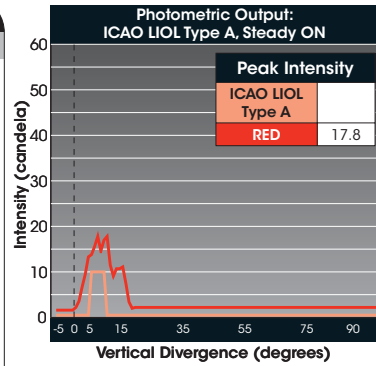 Photometric Output:
ICAO LIOL Type A, Steady ON
60
50
40
30
20
10
0
Intensity (candela)
Peak Intensity
ICAO LIOL
Type A
RED 17.8
-5 0 5 15 35 55 75 90
Vertical Divergence (degrees)